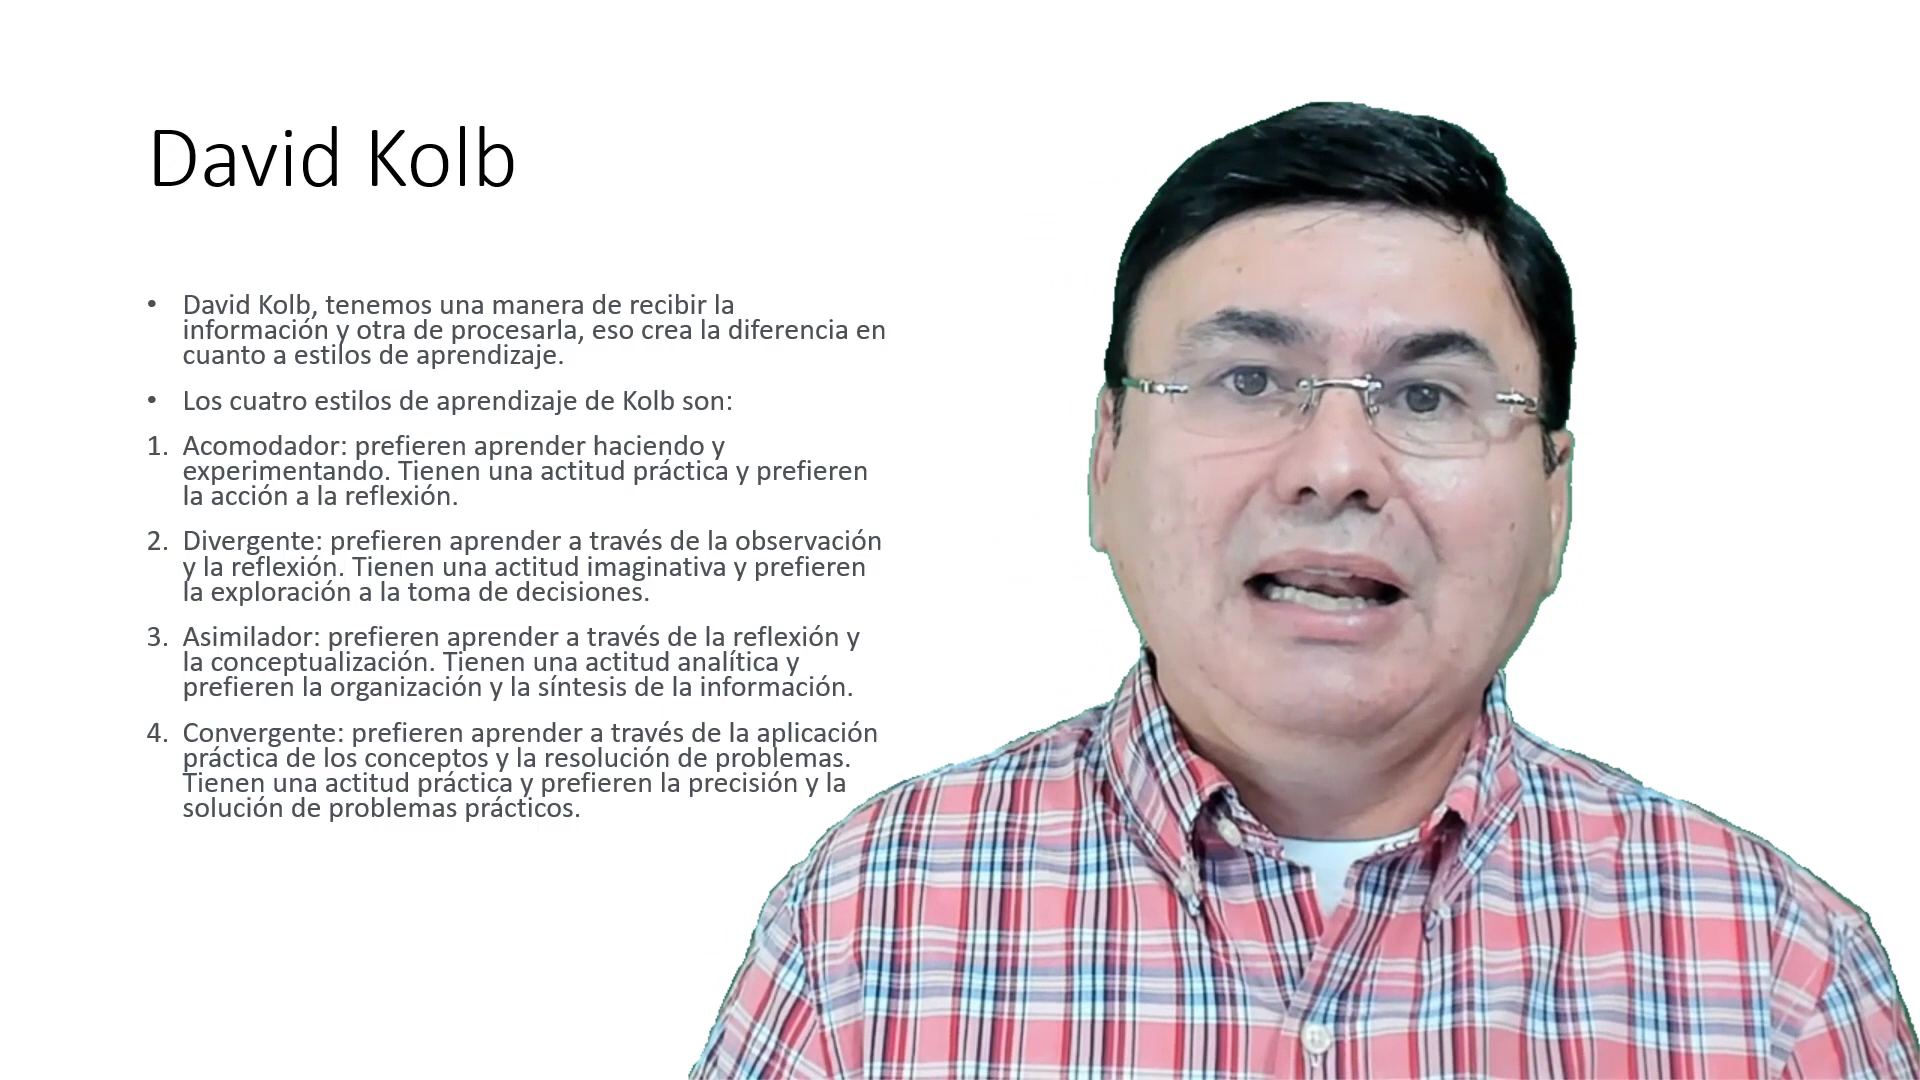 David Kolb
• David Kolb, tenemos una manera de recibir la
información y otra de procesarla, eso crea la diferencia en
cuanto a estilos de aprendizaje.
• Los cuatro estilos de aprendizaje de Kolb son:
1. Acomodador: prefieren aprender haciendo y
experimentando. Tienen una actitud práctica y prefieren
la acción a la reflexión.
2. Divergente: prefieren aprender a través de la observación
y la reflexión. Tienen una actitud imaginativa y prefieren
la exploración a la toma de decisiones.
3. Asimilador: prefieren aprender a través de la reflexión y
la conceptualización. Tienen una actitud analítica y
prefieren la organización y la síntesis de la información.
4. Convergente: prefieren aprender a través de la aplicación
práctica de los conceptos y la resolución de problemas.
Tienen una actitud práctica y prefieren la precisión y la
solución de problemas prácticos.